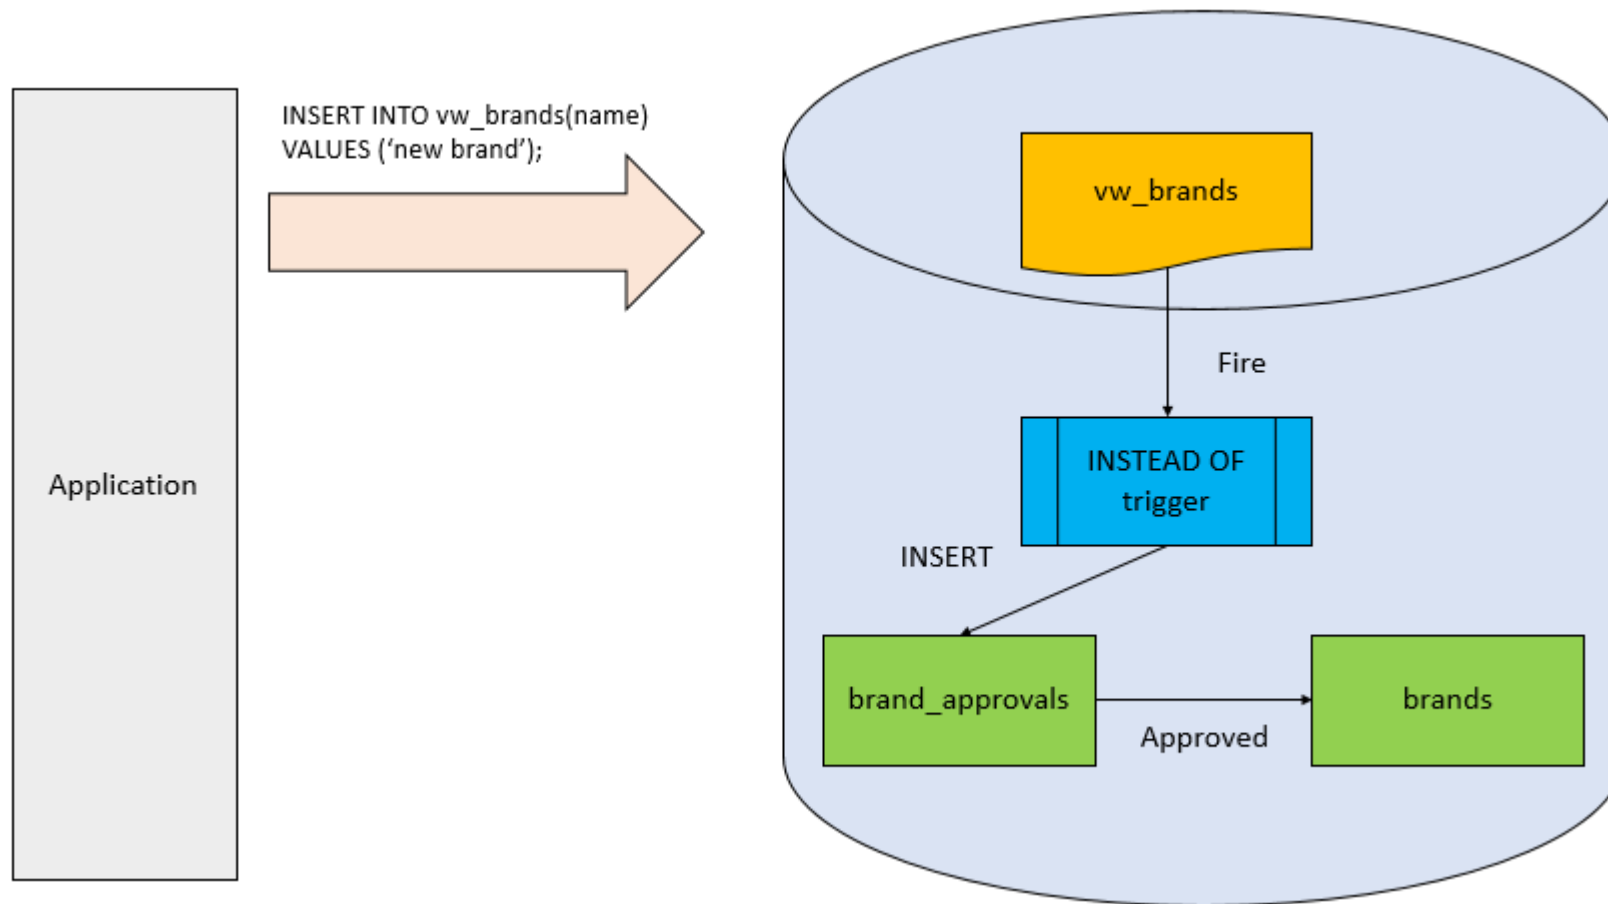 INSERT INTO vw_brands(name)
VALUES (‘new brand’);
Application
vw_brands
Fire
INSTEAD OF
trigger
INSERT
brand_approvals
Approved
brands